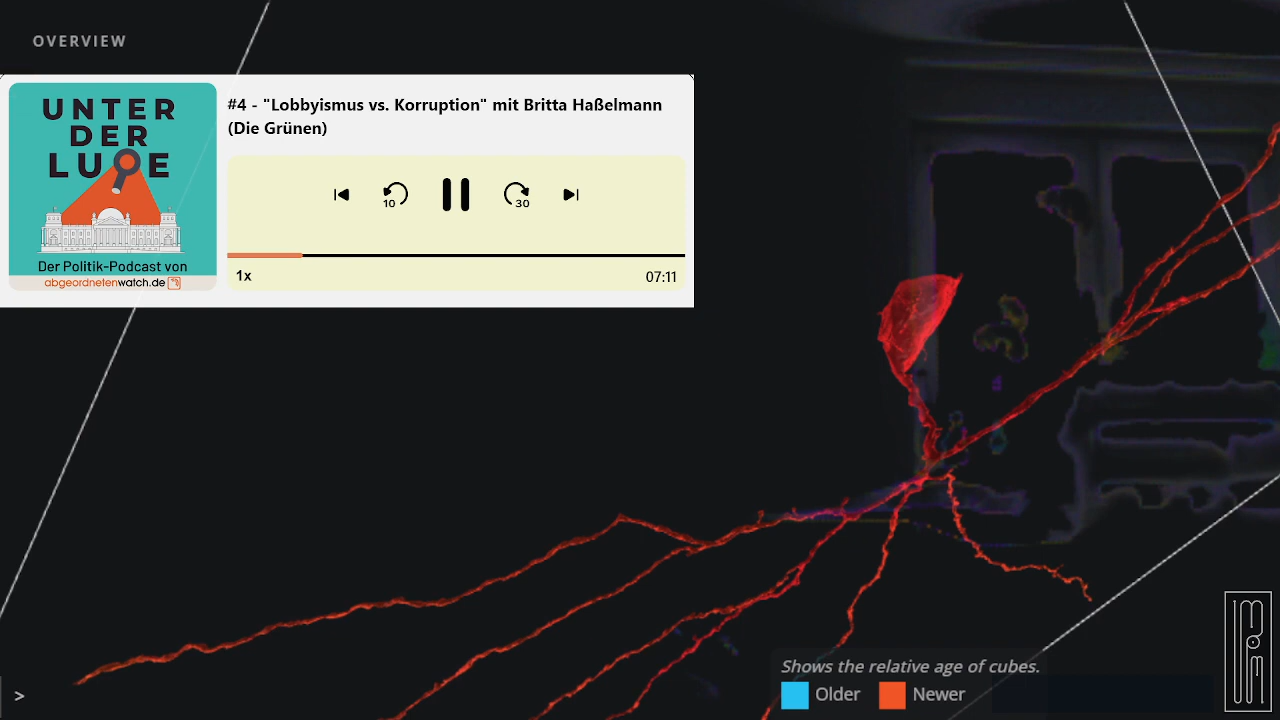 OVERVIEW
UNTER
DER
LUPE
Der Politik-Podcast von
abgeordnetenwatch.de
#4 - "Lobbyismus vs. Korruption" mit Britta Haßelmann
(Die Grünen)
10
30
1x
07:11
>
Shows the relative age of cubes.
Older
Newer